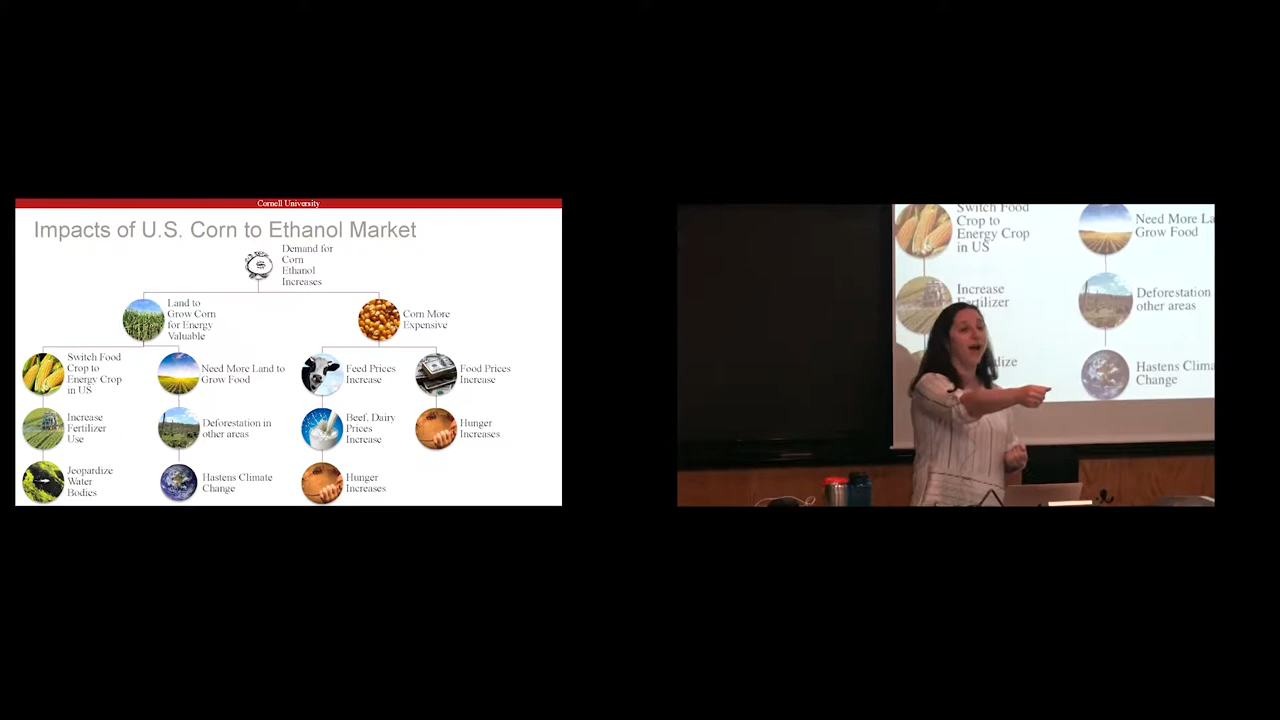 Cornell University
Impacts of U.S. Corn to Ethanol Market
Demand for
Corn
Ethanol
Increases
Land to
Grow Corn
for Energy
Valuable
Corn More
Expensive
Switch Food
Crop to
Energy Crop
in US
Need More Land to
Grow Food
Feed Prices
Increase
Food Prices
Increase
Increase
Fertilizer
Use
Deforestation in
other areas
Beef, Dairy
Prices
Increase
Hunger
Increases
Jeopardize
Water
Bodies
Hastens Climate
Change
Hunger
Increases
Switch Food
Crop to
Energy Crop
in US
Need More La
Grow Food
Increase
Fertilizer
Deforestation
other areas
dize
Hastens Clima
Change